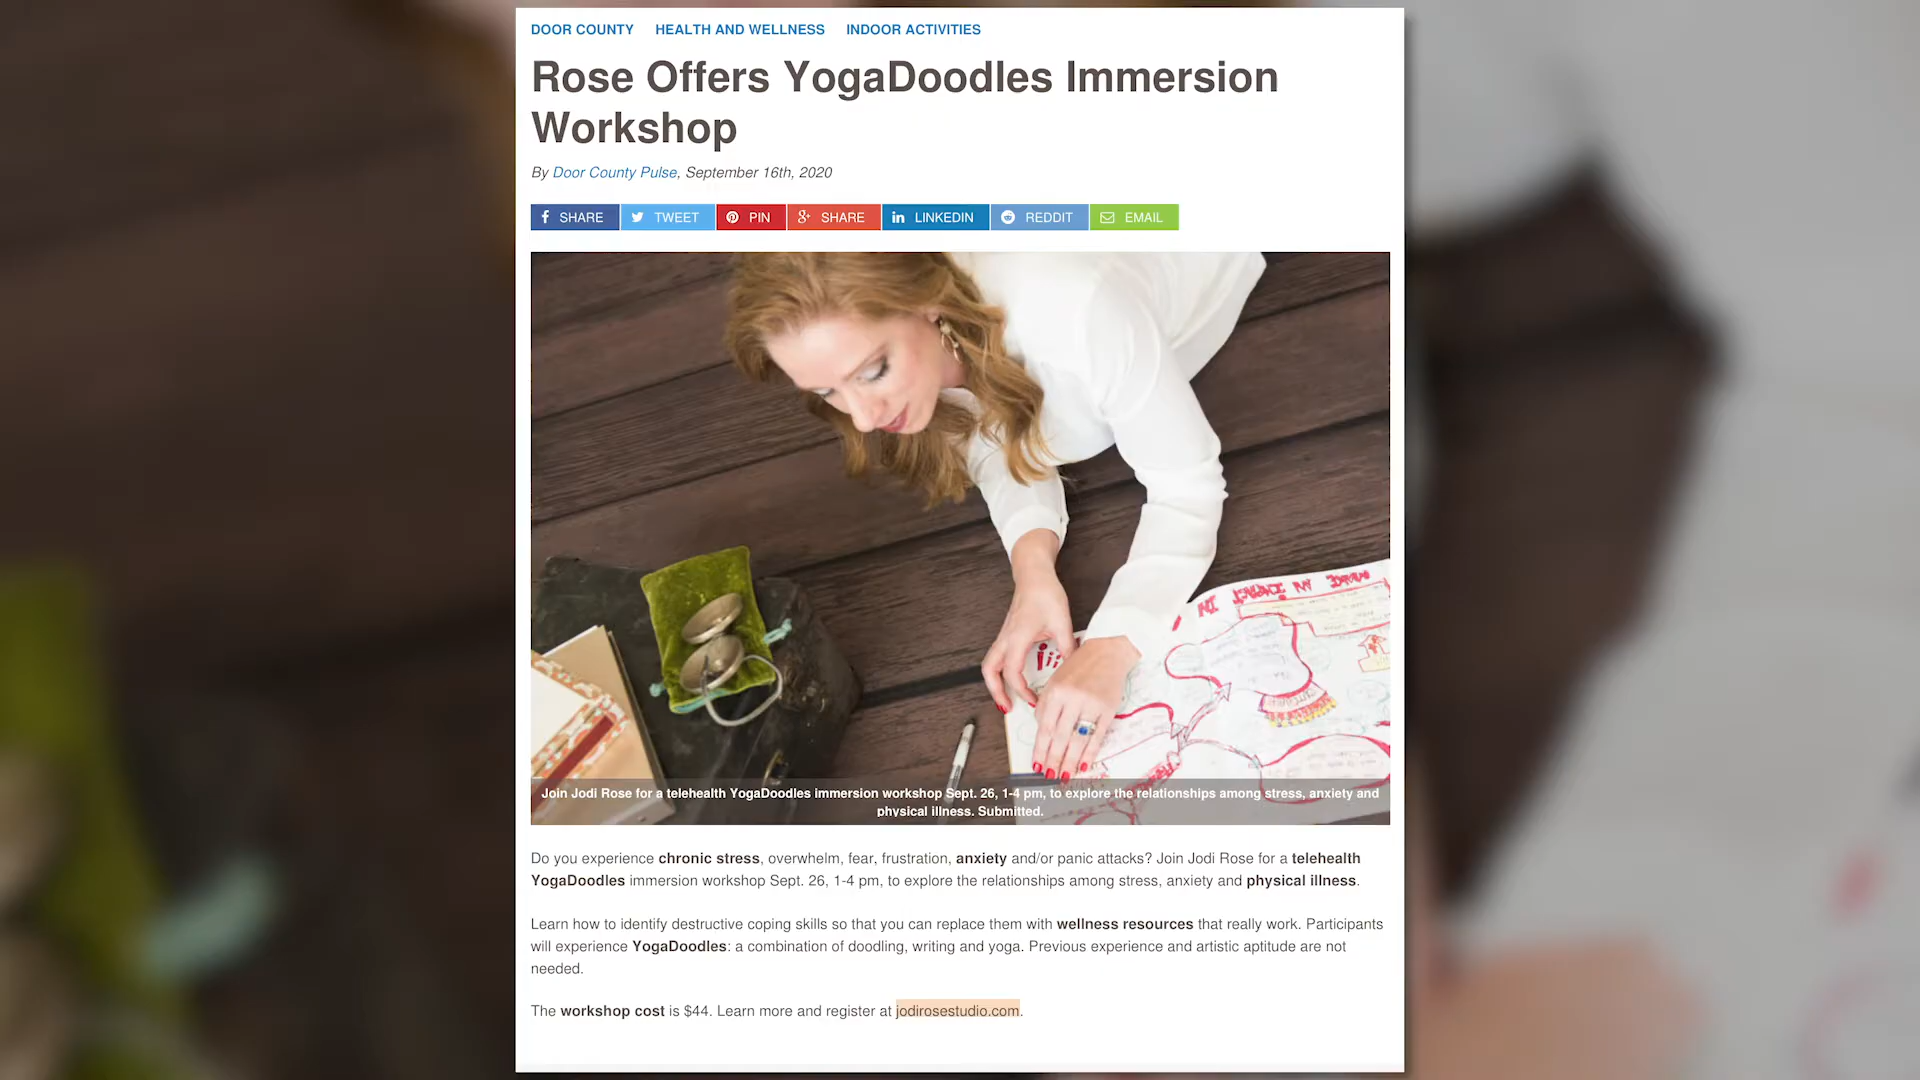 DOOR COUNTY HEALTH AND WELLNESS INDOOR ACTIVITIES
Rose Offers YogaDoodles Immersion
Workshop
By Door County Pulse, September 16th, 2020
SHARE TWEET PIN SHARE LINKEDIN REDDIT EMAIL
Join Jodi Rose for a telehealth YogaDoodles immersion workshop Sept. 26, 1-4 pm, to explore the relationships among stress, anxiety and
physical illness. Submitted.
Do you experience chronic stress, overwhelm, fear, frustration, anxiety and/or panic attacks? Join Jodi Rose for a telehealth
YogaDoodles immersion workshop Sept. 26, 1-4 pm, to explore the relationships among stress, anxiety and physical illness.
Learn how to identify destructive coping skills so that you can replace them with wellness resources that really work. Participants
will experience YogaDoodles: a combination of doodling, writing and yoga. Previous experience and artistic aptitude are not
needed.
The workshop cost is $44. Learn more and register at jodirosestudio.com.